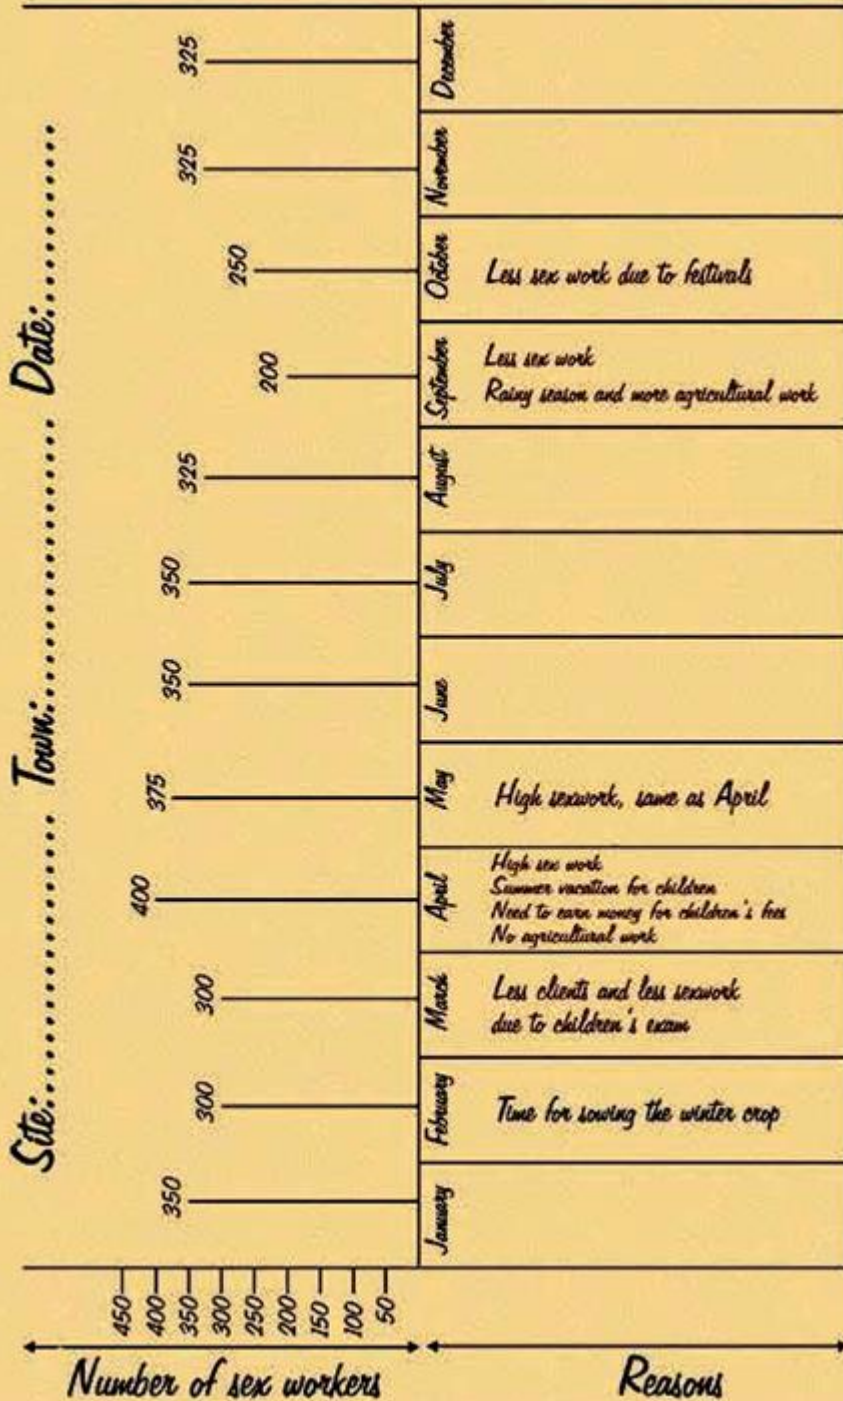 Site:.................... Town:.................... Date:....................
450
400
350
300
250
200
150
100
50
Number of sex workers
350
300
300
400
375
350
350
325
200
250
325
325
January
February
March
April
May
June
July
August
September
October
November
December
Reasons
Time for sowing the winter crop
Less clients and less sexwork
due to children's exam
High sex work
Summer vacation for children
Need to earn money for children's fees
No agricultural work
High sexwork, same as April
Less sex work
Rainy season and more agricultural work
Less sex work due to festivals